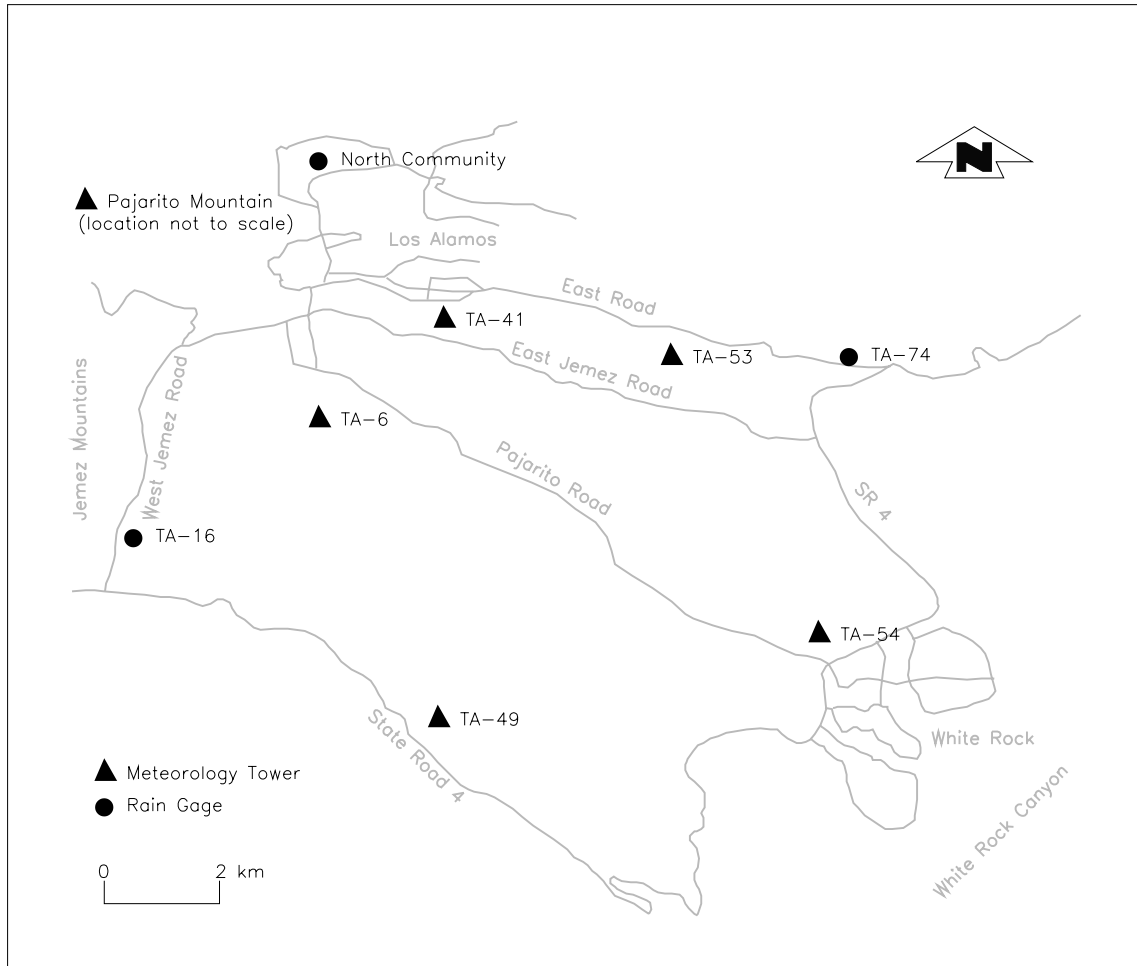 North Community
N
Pajarito Mountain
(location not to scale)
Los Alamos
East Road
TA-41
East Jemez Road
TA-53
TA-74
Jemez Mountains
West Jemez Road
TA-6
Pajarito Road
SR 4
TA-16
TA-54
TA-49
State Road 4
White Rock
White Rock Canyon
Meteorology Tower
Rain Gage
0 2 km